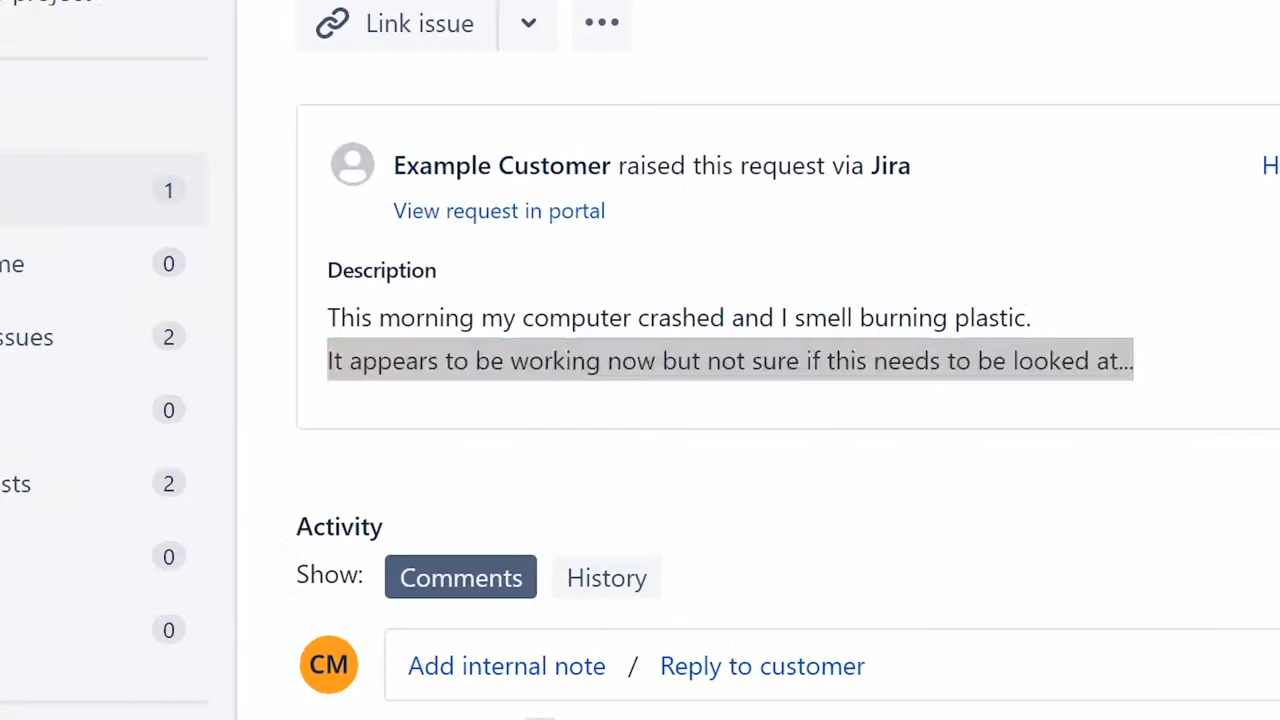 Link issue
Example Customer raised this request via Jira
View request in portal
1
0
2
0
2
0
0
Description
This morning my computer crashed and I smell burning plastic.
It appears to be working now but not sure if this needs to be looked at...
Activity
Show: Comments History
CM
Add internal note / Reply to customer